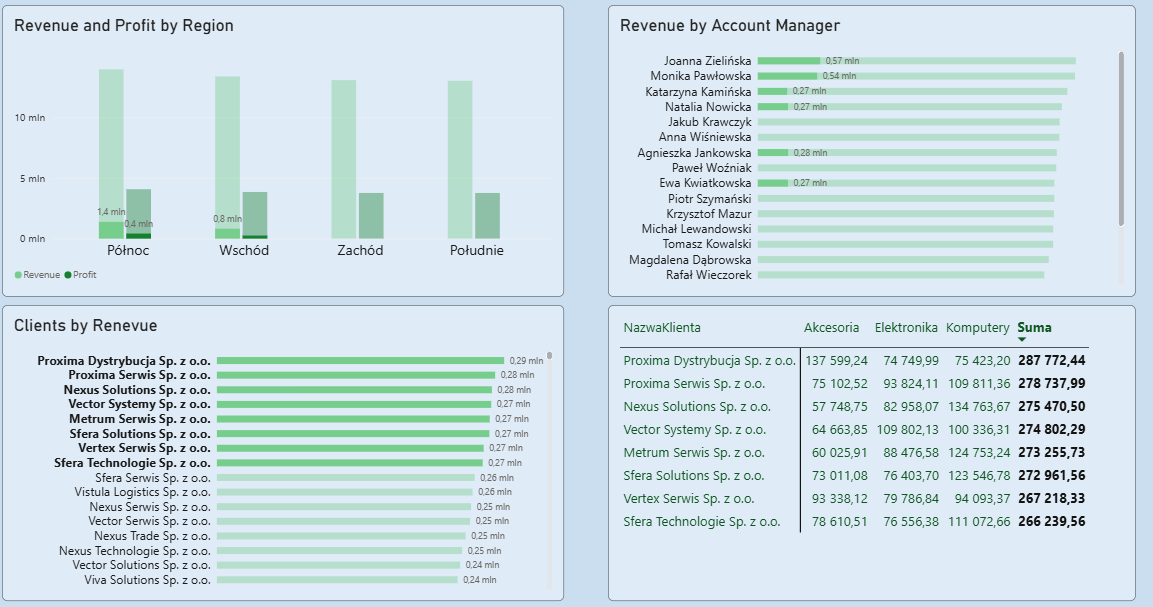 Revenue and Profit by Region
10 mln
5 mln
0 mln
1,4 mln
0,4 mln
0,8 mln
Północ
Wschód
Zachód
Południe
Revenue
Profit
Revenue by Account Manager
Joanna Zielińska 0,57 mln
Monika Pawłowska 0,54 mln
Katarzyna Kamińska 0,27 mln
Natalia Nowicka 0,27 mln
Jakub Krawczyk
Anna Wiśniewska
Agnieszka Jankowska 0,28 mln
Paweł Woźniak
Ewa Kwiatkowska 0,27 mln
Piotr Szymański
Krzysztof Mazur
Michał Lewandowski
Tomasz Kowalski
Magdalena Dąbrowska
Rafał Wieczorek
Clients by Renevue
Proxima Dystrybucja Sp. z o.o. 0,29 mln
Proxima Serwis Sp. z o.o. 0,28 mln
Nexus Solutions Sp. z o.o. 0,28 mln
Vector Systemy Sp. z o.o. 0,27 mln
Metrum Serwis Sp. z o.o. 0,27 mln
Sfera Solutions Sp. z o.o. 0,27 mln
Vertex Serwis Sp. z o.o. 0,27 mln
Sfera Technologie Sp. z o.o. 0,27 mln
Sfera Serwis Sp. z o.o. 0,26 mln
Vistula Logistics Sp. z o.o. 0,26 mln
Nexus Serwis Sp. z o.o. 0,25 mln
Vector Serwis Sp. z o.o. 0,25 mln
Nexus Trade Sp. z o.o. 0,25 mln
Nexus Technologie Sp. z o.o. 0,25 mln
Vector Solutions Sp. z o.o. 0,24 mln
Viva Solutions Sp. z o.o. 0,24 mln
NazwaKlienta Akcesoria Elektronika Komputery Suma
Proxima Dystrybucja Sp. z o.o. 137 599,24 74 749,99 75 423,20 287 772,44
Proxima Serwis Sp. z o.o. 75 102,52 93 824,11 109 811,36 278 737,99
Nexus Solutions Sp. z o.o. 57 748,75 82 958,07 134 763,67 275 470,50
Vector Systemy Sp. z o.o. 64 663,85 109 802,13 100 336,31 274 802,29
Metrum Serwis Sp. z o.o. 60 025,91 88 476,58 124 753,24 273 255,73
Sfera Solutions Sp. z o.o. 73 011,08 76 403,70 123 546,78 272 961,56
Vertex Serwis Sp. z o.o. 93 338,12 79 786,84 94 093,37 267 218,33
Sfera Technologie Sp. z o.o. 78 610,51 76 556,38 111 072,66 266 239,56